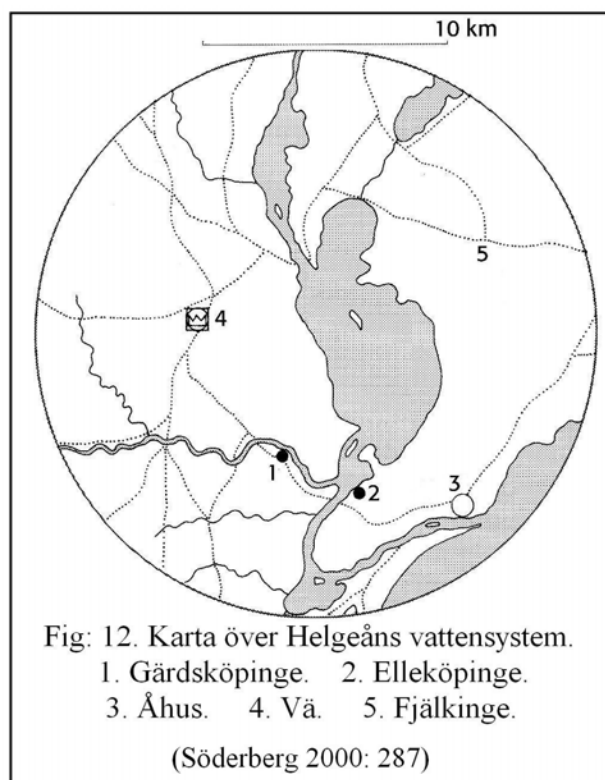 10 km
5
4
1
2
3
Fig: 12. Karta över Helgeåns vattensystem.
1. Gärdsköpinge. 2. Elleköpinge.
3. Åhus. 4. Vä. 5. Fjälkinge.
(Söderberg 2000: 287)